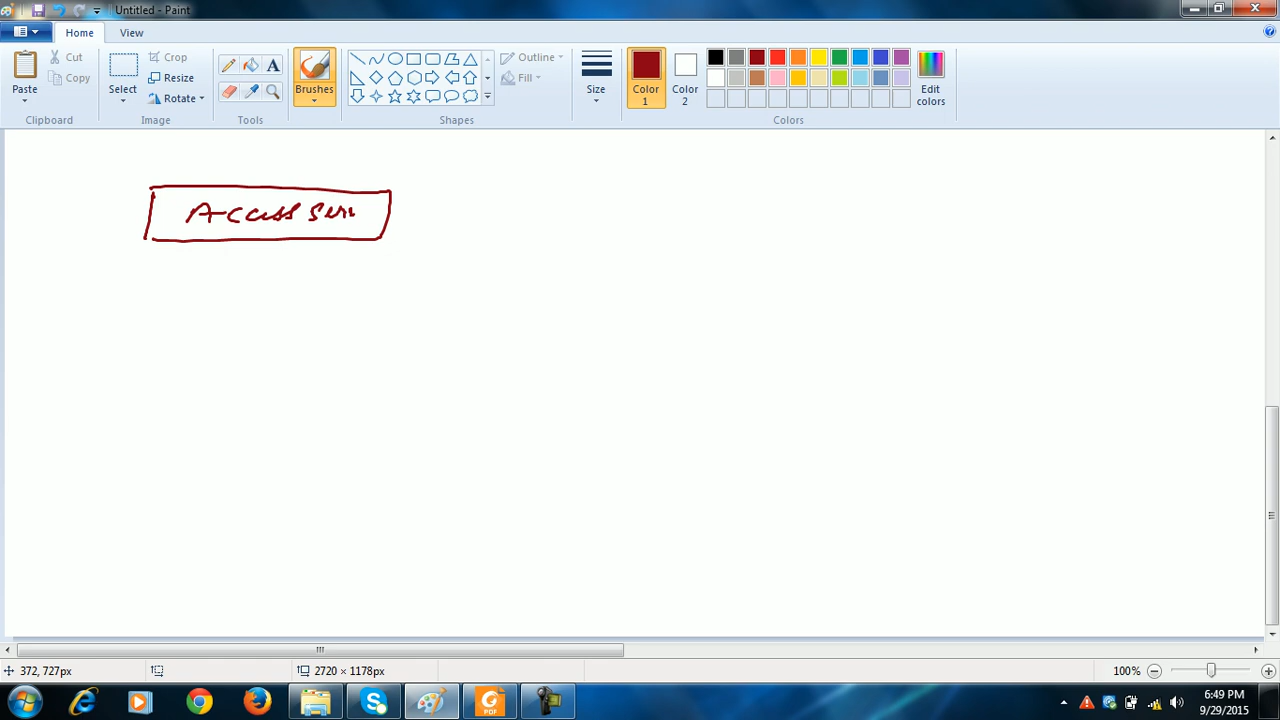 Untitled - Paint
Home View
Paste
Cut
Copy
Clipboard
Select
Crop
Resize
Rotate
Image
A
Tools
Brushes
Shapes
Outline
Fill
Size
Color 1
Color 2
Colors
Edit colors
Access Seri
372, 727px
2720 × 1178px
100%
PDF
6:49 PM
9/29/2015